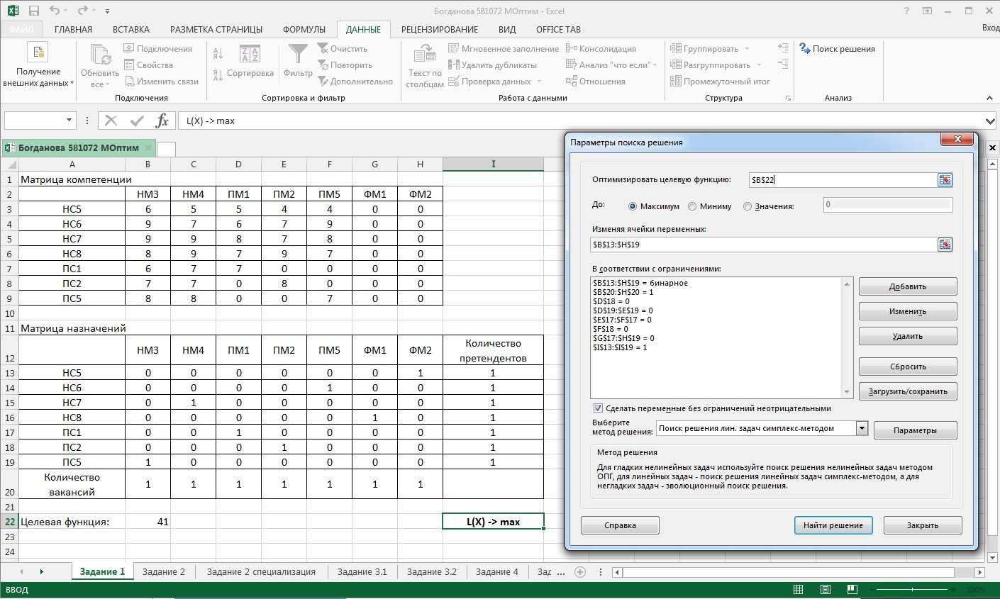 Богданова 581072 МОптим - Excel
ФАЙЛ ГЛАВНАЯ ВСТАВКА РАЗМЕТКА СТРАНИЦЫ ФОРМУЛЫ ДАННЫЕ РЕЦЕНЗИРОВАНИЕ ВИД OFFICE TAB Вход
Получение внешних данных
Обновить все
Подключения
Свойства
Изменить связи
Подключения
Сортировка
Фильтр
Очистить
Повторить
Дополнительно
Сортировка и фильтр
Текст по столбцам
Мгновенное заполнение
Удалить дубликаты
Проверка данных
Консолидация
Анализ "что если"
Отношения
Работа с данными
Группировать
Разгруппировать
Промежуточный итог
Структура
Поиск решения
Анализ
fx L(X) -> max
Богданова 581072 МОптим
A B C D E F G H I
1 Матрица компетенции
2 НМ3 НМ4 ПМ1 ПМ2 ПМ5 ФМ1 ФМ2
3 НС5 6 5 5 4 4 0 0
4 НС6 9 7 6 7 9 0 0
5 НС7 9 9 8 7 8 0 0
6 НС8 8 9 7 9 7 0 0
7 ПС1 6 7 7 0 0 0 0
8 ПС2 7 7 0 8 0 0 0
9 ПС5 8 8 0 0 7 0 0
10
11 Матрица назначений
12 НМ3 НМ4 ПМ1 ПМ2 ПМ5 ФМ1 ФМ2 Количество претендентов
13 НС5 0 0 0 0 0 0 1 1
14 НС6 0 0 0 0 1 0 0 1
15 НС7 0 1 0 0 0 0 0 1
16 НС8 0 0 0 0 0 1 0 1
17 ПС1 0 0 1 0 0 0 0 1
18 ПС2 0 0 0 1 0 0 0 1
19 ПС5 1 0 0 0 0 0 0 1
20 Количество вакансий 1 1 1 1 1 1 1
21
22 Целевая функция: 41 L(X) -> max
23
24
Задание 1 Задание 2 Задание 2 специализация Задание 3.1 Задание 3.2 Задание 4 Зад ...
ВВОД 100%
Параметры поиска решения
Оптимизировать целевую функцию: $B$22
До: Максимум Миниму Значения: 0
Изменяя ячейки переменных:
$B$13:$H$19
В соответствии с ограничениями:
$B$13:$H$19 = бинарное
$B$20:$H$20 = 1
$D$18 = 0
$D$19:$E$19 = 0
$E$17:$F$17 = 0
$F$18 = 0
$G$17:$H$19 = 0
$I$13:$I$19 = 1
Добавить
Изменить
Удалить
Сбросить
Загрузить/сохранить
Сделать переменные без ограничений неотрицательными
Выберите
метод решения: Поиск решения лин. задач симплекс-методом Параметры
Метод решения
Для гладких нелинейных задач используйте поиск решения нелинейных задач методом
ОПГ, для линейных задач - поиск решения линейных задач симплекс-методом, а для
негладких задач - эволюционный поиск решения.
Справка Найти решение Закрыть